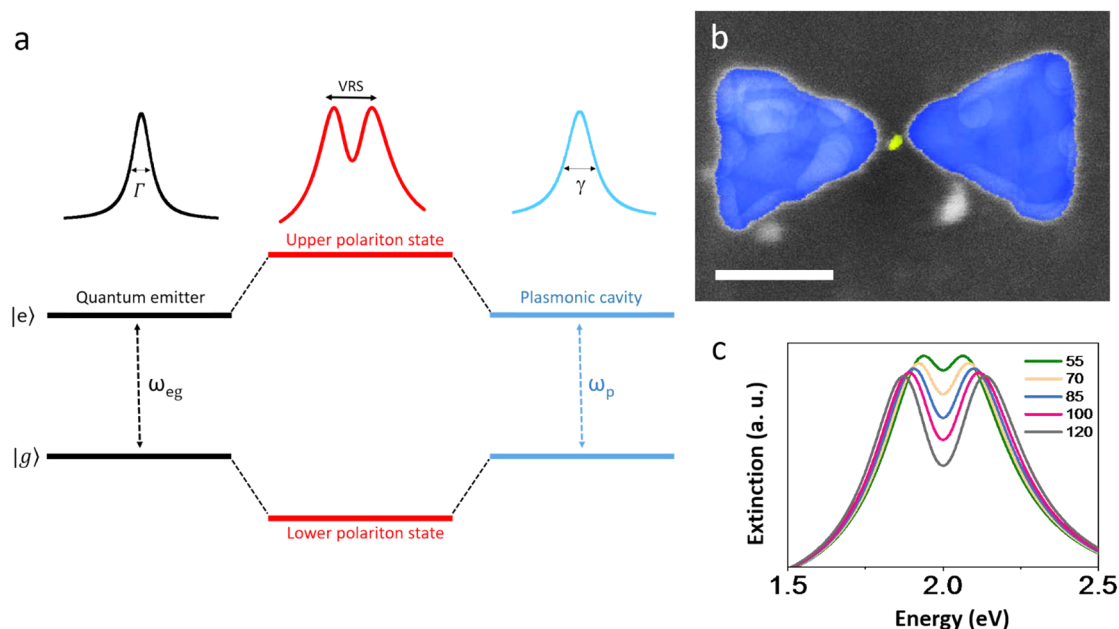 a
VRS
Γ
γ
Upper polariton state
Quantum emitter
Plasmonic cavity
|e⟩
ω_eg
ω_p
|g⟩
Lower polariton state
b
c
55
70
85
100
120
Extinction (a. u.)
1.5
2.0
2.5
Energy (eV)